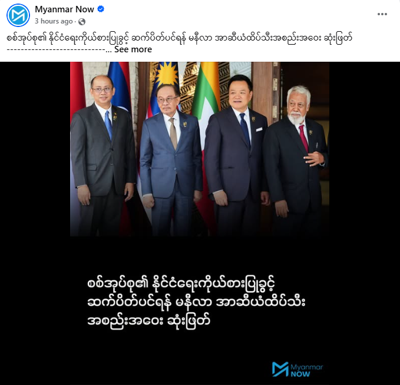 Myanmar Now
3 hours ago ·
စစ်အုပ်စု၏ နိုင်ငံရေးကိုယ်စားပြုခွင့် ဆက်ပိတ်ပင်ရန် မနီလာ အာဆီယံထိပ်သီးအစည်းအဝေး ဆုံးဖြတ်
----------------------------... See more
စစ်အုပ်စု၏ နိုင်ငံရေးကိုယ်စားပြုခွင့်
ဆက်ပိတ်ပင်ရန် မနီလာ အာဆီယံထိပ်သီး
အစည်းအဝေး ဆုံးဖြတ်
Myanmar
NOW